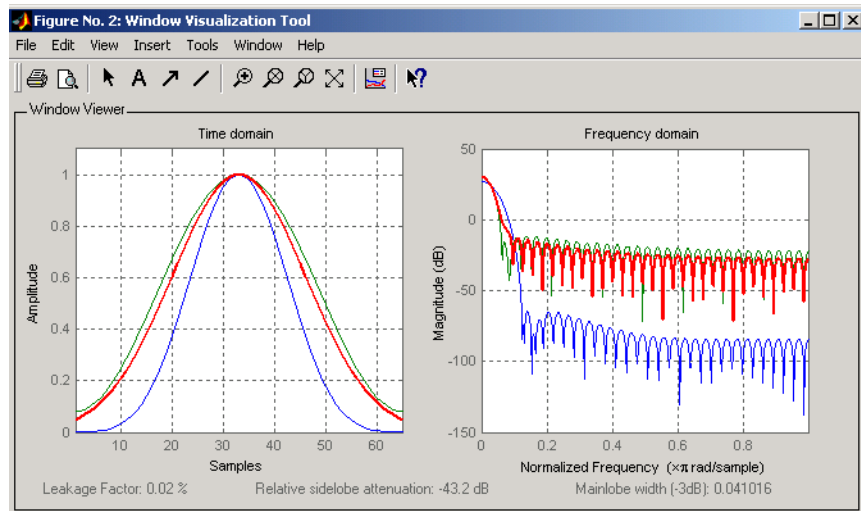 Figure No. 2: Window Visualization Tool
File Edit View Insert Tools Window Help
A
Window Viewer
Time domain
Frequency domain
1
0.8
0.6
0.4
0.2
0
Amplitude
10 20 30 40 50 60
Samples
50
0
-50
-100
-150
Magnitude (dB)
0 0.2 0.4 0.6 0.8
Normalized Frequency (×π rad/sample)
Leakage Factor: 0.02 %
Relative sidelobe attenuation: -43.2 dB
Mainlobe width (-3dB): 0.041016